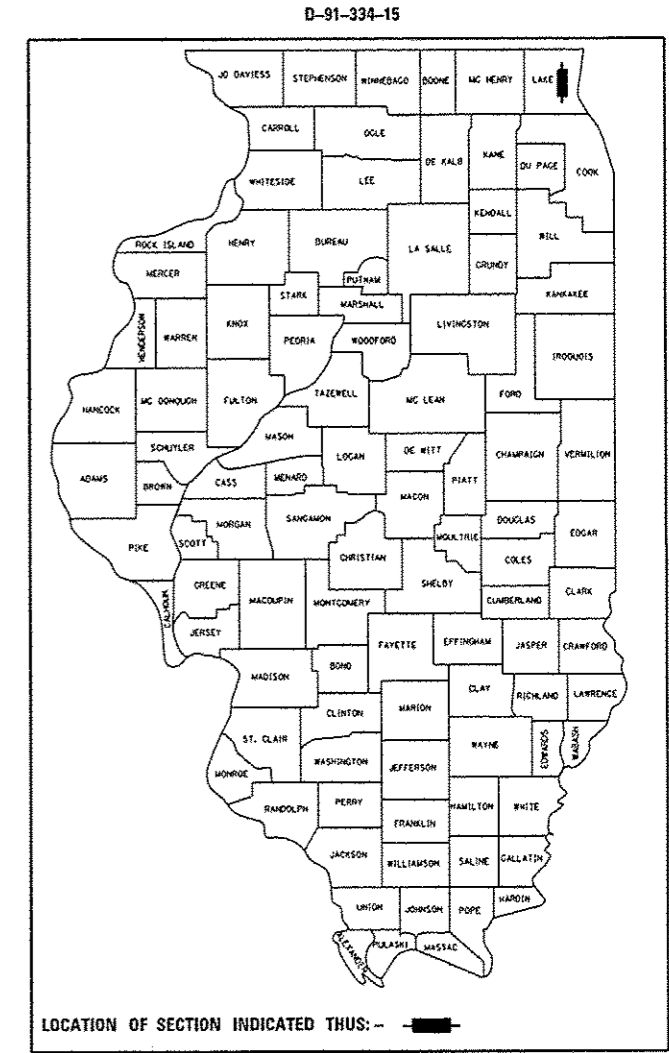 D-91-334-15
JO DAVIESS STEPHENSON WINNEBAGO BOONE MC HENRY LAKE
CARROLL OGLE
DE KALB KANE DU PAGE COOK
WHITESIDE LEE
KENDALL
ROCK ISLAND HENRY BUREAU LA SALLE GRUNDY WILL
MERCER PUTNAM
STARK MARSHALL KANKAKEE
HENDERSON WARREN KNOX PEORIA WOODFORD LIVINGSTON IROQUOIS
HANCOCK MC DONOUGH FULTON TAZEWELL MC LEAN FORD
MASON
SCHUYLER LOGAN DE WITT CHAMPAIGN VERMILION
ADAMS BROWN CASS MENARD PIATT
MACON
MORGAN SANGAMON DOUGLAS
PIKE SCOTT CHRISTIAN MOULTRIE COLES EDGAR
SHELBY
CALHOUN GREENE MACOUPIN MONTGOMERY CUMBERLAND CLARK
JERSEY FAYETTE EFFINGHAM JASPER CRAWFORD
MADISON BOND
CLAY RICHLAND LAWRENCE
CLINTON MARION
ST. CLAIR WAYNE EDWARDS WABASH
MONROE WASHINGTON JEFFERSON
RANDOLPH PERRY HAMILTON WHITE
FRANKLIN
JACKSON WILLIAMSON SALINE GALLATIN
UNION JOHNSON POPE HARDIN
ALEXANDER PULASKI MASSAC
LOCATION OF SECTION INDICATED THUS: -